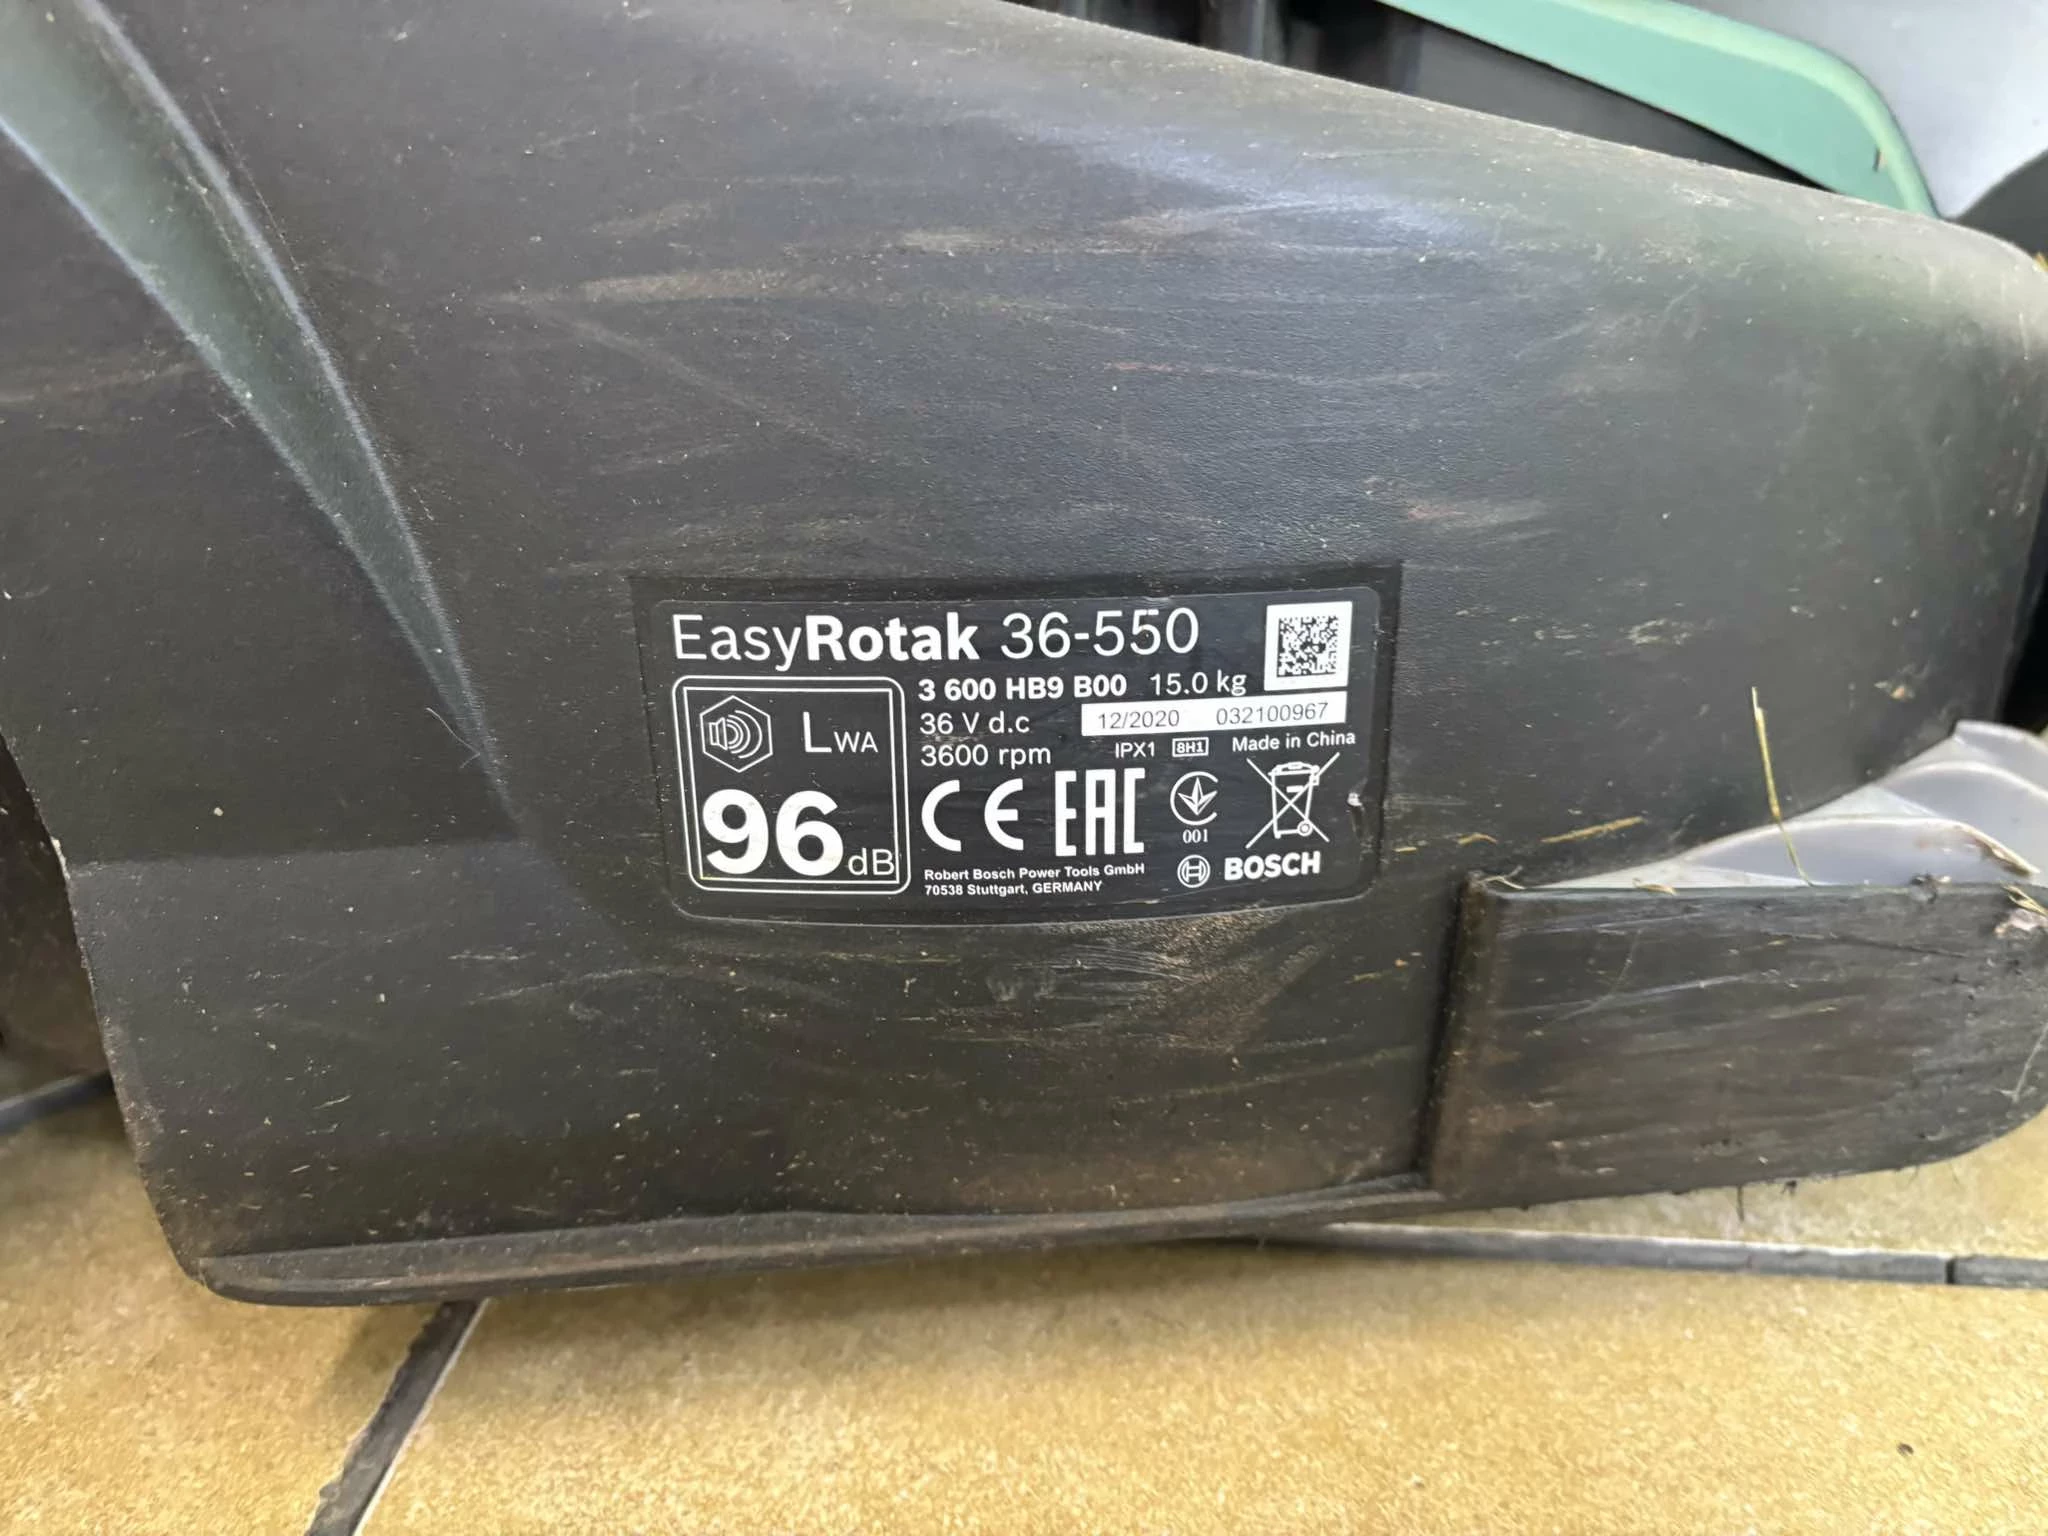 EasyRotak 36-550
3 600 HB9 B00 15.0 kg
36 V d.c 12/2020 032100967
3600 rpm IPX1 8H1 Made in China
LWA
96 dB
CE EAC
001
Robert Bosch Power Tools GmbH
70538 Stuttgart, GERMANY
BOSCH